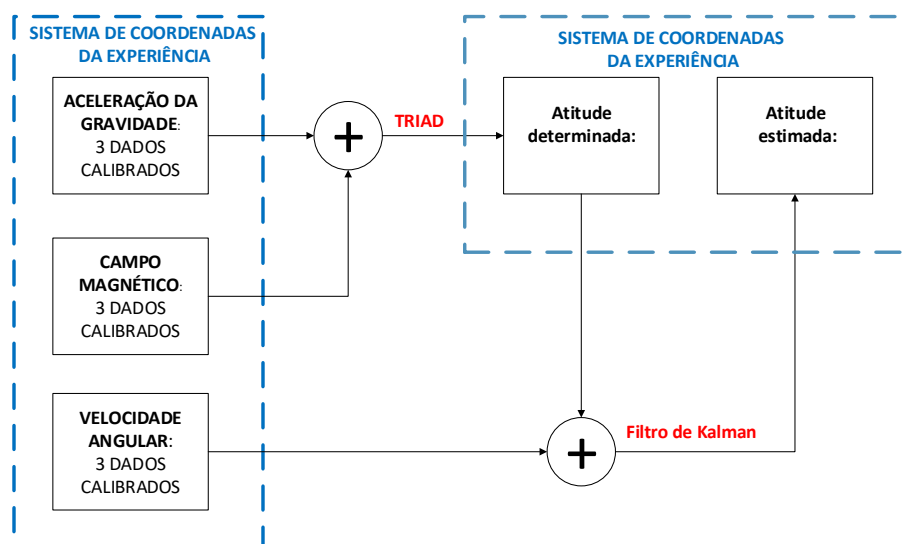 SISTEMA DE COORDENADAS
DA EXPERIÊNCIA
ACELERAÇÃO DA
GRAVIDADE:
3 DADOS
CALIBRADOS
CAMPO
MAGNÉTICO:
3 DADOS
CALIBRADOS
VELOCIDADE
ANGULAR:
3 DADOS
CALIBRADOS
+
TRIAD
SISTEMA DE COORDENADAS
DA EXPERIÊNCIA
Atitude
determinada:
Atitude
estimada:
+
Filtro de Kalman